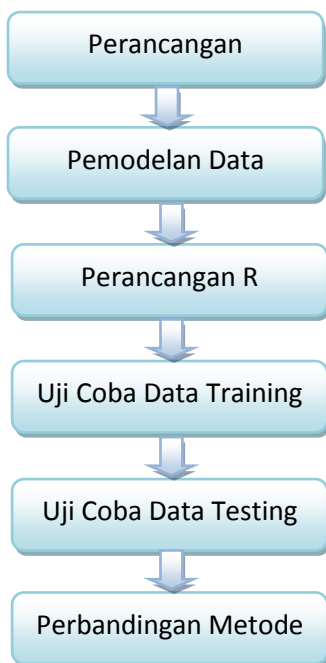 Perancangan
Pemodelan Data
Perancangan R
Uji Coba Data Training
Uji Coba Data Testing
Perbandingan Metode